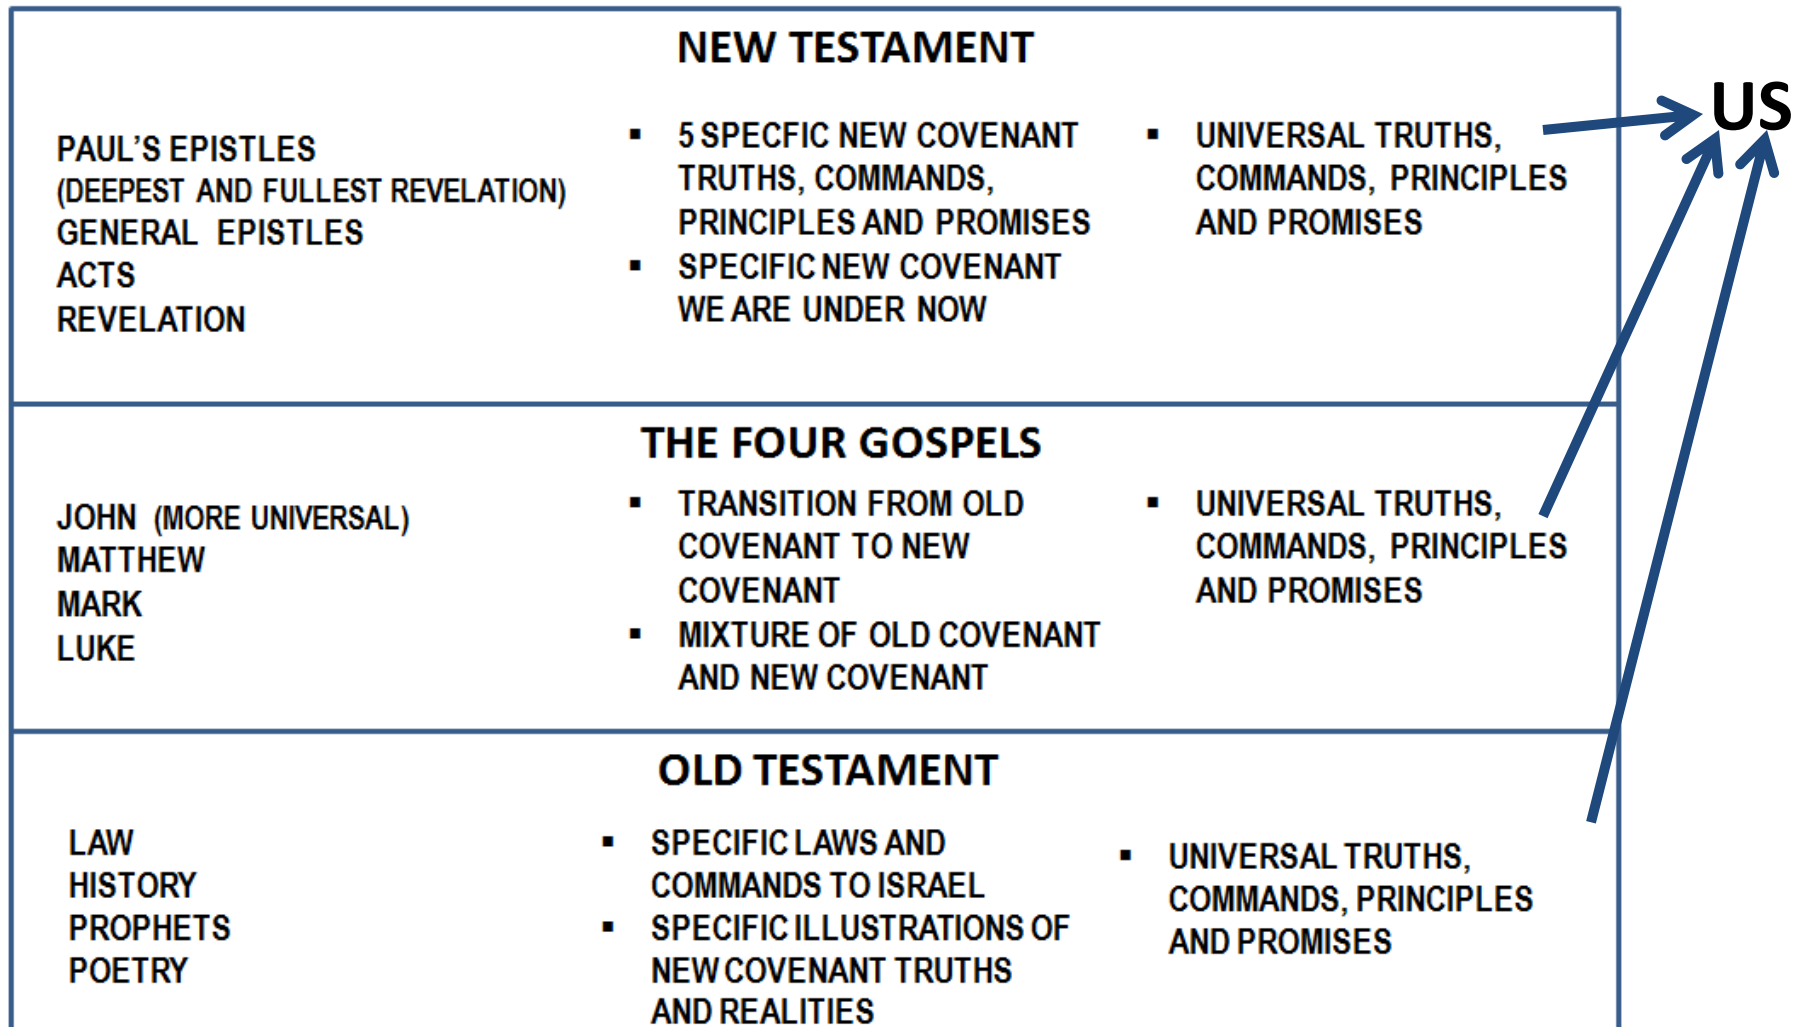 NEW TESTAMENT
US
PAUL'S EPISTLES
(DEEPEST AND FULLEST REVELATION)
GENERAL EPISTLES
ACTS
REVELATION
▪ 5 SPECFIC NEW COVENANT
TRUTHS, COMMANDS,
PRINCIPLES AND PROMISES
▪ SPECIFIC NEW COVENANT
WE ARE UNDER NOW
▪ UNIVERSAL TRUTHS,
COMMANDS, PRINCIPLES
AND PROMISES
THE FOUR GOSPELS
JOHN (MORE UNIVERSAL)
MATTHEW
MARK
LUKE
▪ TRANSITION FROM OLD
COVENANT TO NEW
COVENANT
▪ MIXTURE OF OLD COVENANT
AND NEW COVENANT
▪ UNIVERSAL TRUTHS,
COMMANDS, PRINCIPLES
AND PROMISES
OLD TESTAMENT
LAW
HISTORY
PROPHETS
POETRY
▪ SPECIFIC LAWS AND
COMMANDS TO ISRAEL
▪ SPECIFIC ILLUSTRATIONS OF
NEW COVENANT TRUTHS
AND REALITIES
▪ UNIVERSAL TRUTHS,
COMMANDS, PRINCIPLES
AND PROMISES